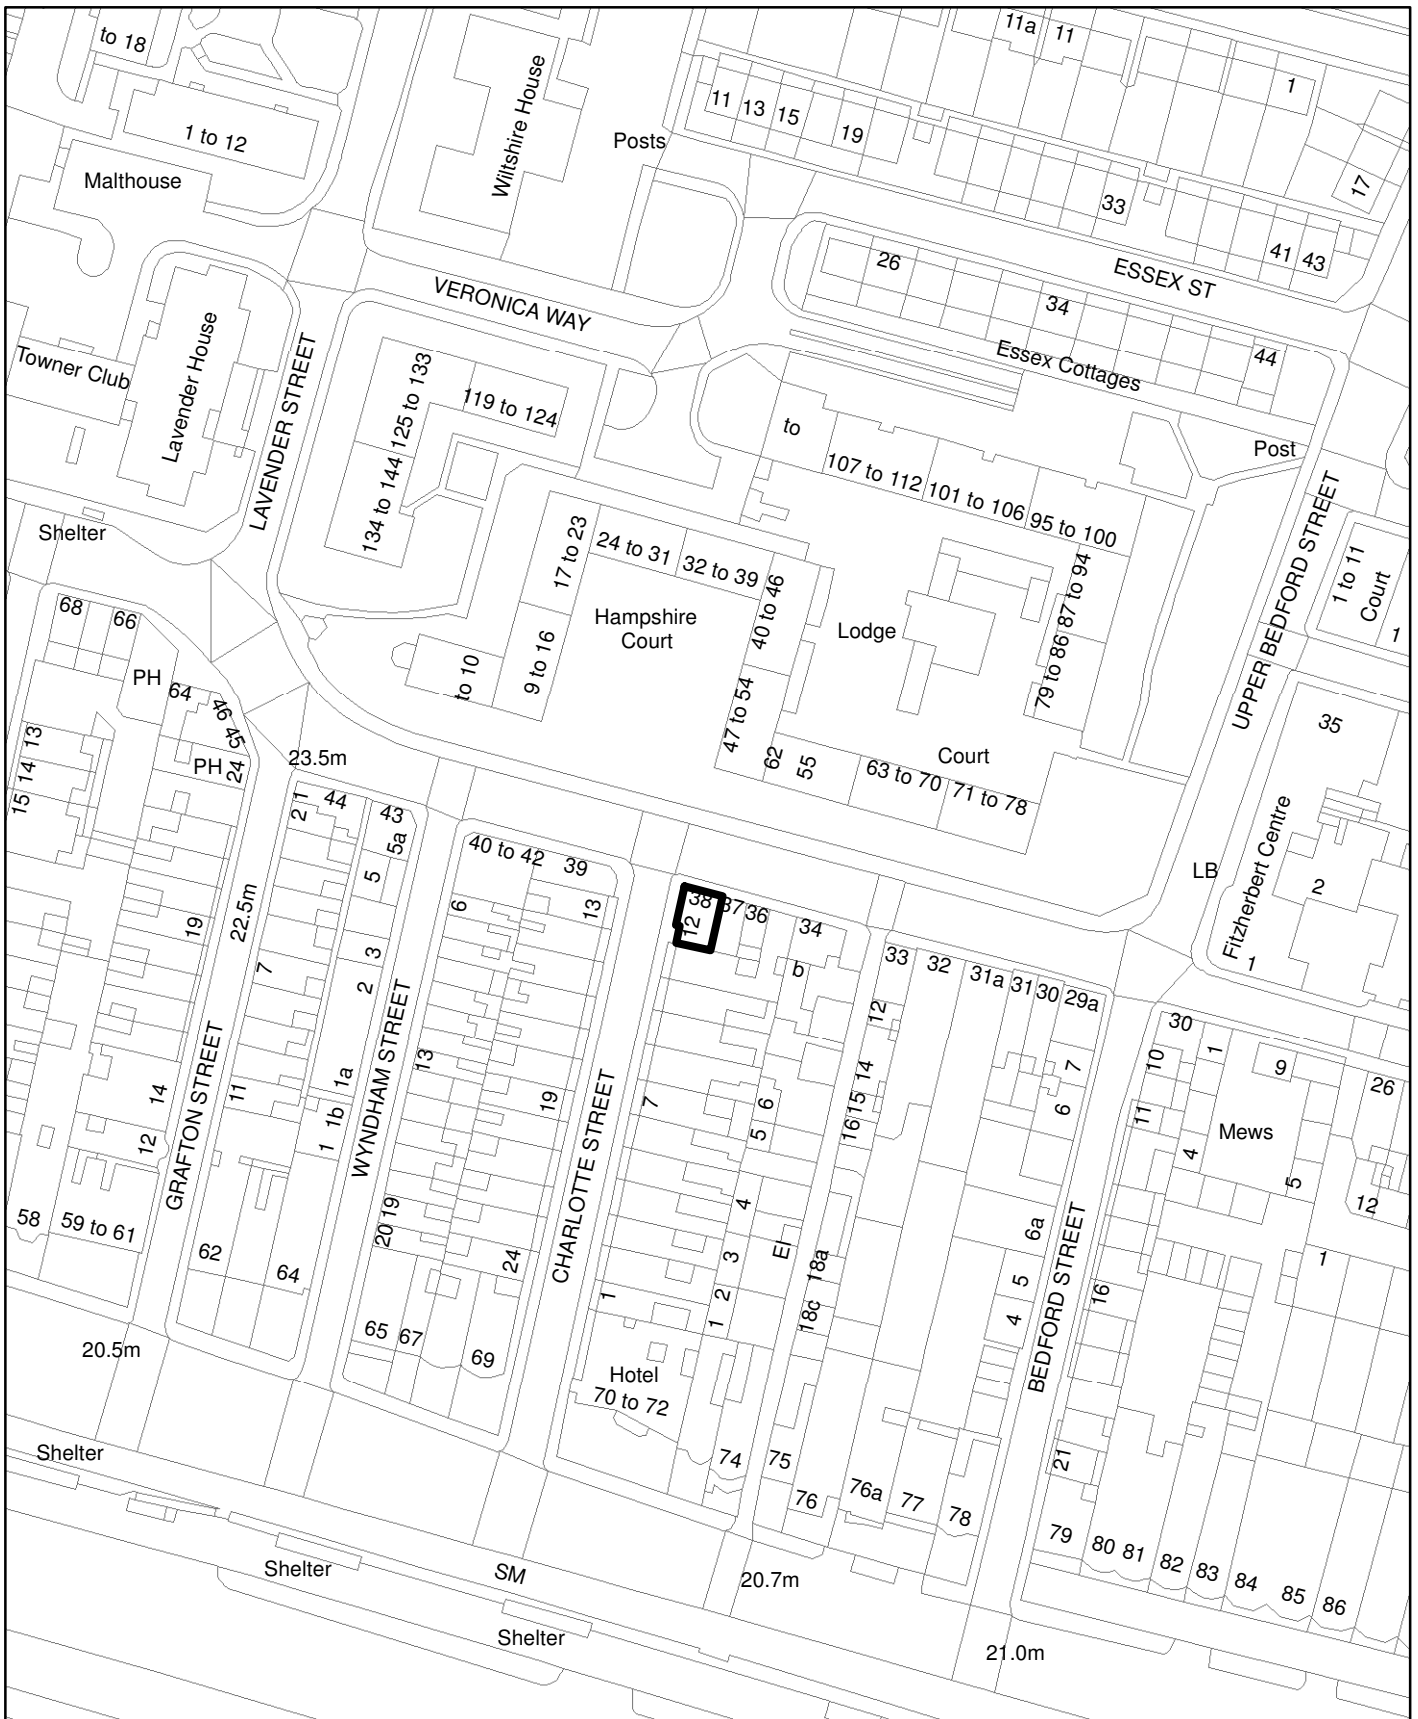 to 18
11a
11
1
1 to 12
Wiltshire House
11
13
15
19
Posts
Malthouse
33
17
41
43
26
ESSEX ST
34
VERONICA WAY
Essex Cottages
44
Towner Club
Lavender House
LAVENDER STREET
125 to 133
119 to 124
134 to 144
to
107 to 112
101 to 106
95 to 100
Post
UPPER BEDFORD STREET
Shelter
17 to 23
24 to 31
32 to 39
40 to 46
Hampshire
Court
Lodge
87 to 94
79 to 86
1 to 11
Court
1
68
66
PH
64
46
45
PH
24
to 10
9 to 16
47 to 54
62
55
63 to 70
Court
71 to 78
35
13
14
15
23.5m
1
2
44
43
5a
5
40 to 42
39
6
13
38
12
37
36
34
b
LB
Fitzherbert Centre
2
1
19
22.5m
7
3
2
33
32
31a
31
30
29a
12
GRAFTON STREET
WYNDHAM STREET
13
14
12
11
1a
1b
1
19
CHARLOTTE STREET
7
6
5
14
15
16
7
6
30
10
1
9
26
11
Mews
4
5
12
1
58
59 to 61
62
64
20
19
24
1
4
3
2
1
El
18a
18c
6a
5
4
BEDFORD STREET
16
20.5m
65
67
69
Hotel
70 to 72
74
75
76
76a
77
78
21
Shelter
79
80
81
82
83
84
85
86
Shelter
SM
20.7m
Shelter
21.0m